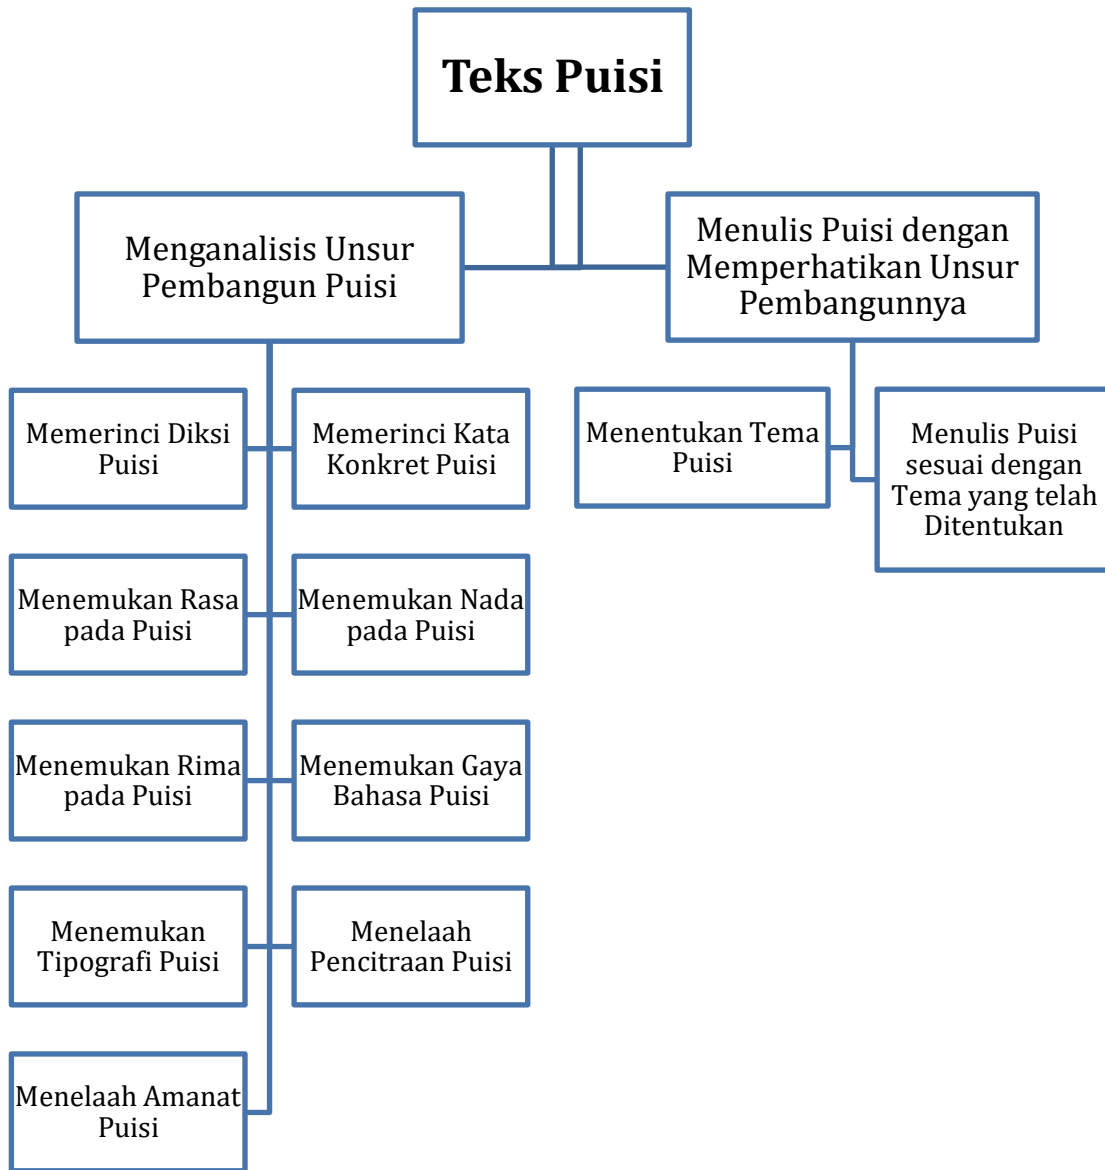 Teks Puisi
Menganalisis Unsur
Pembangun Puisi
Menulis Puisi dengan
Memperhatikan Unsur
Pembangunnya
Memerinci Diksi
Puisi
Memerinci Kata
Konkret Puisi
Menemukan Rasa
pada Puisi
Menemukan Nada
pada Puisi
Menemukan Rima
pada Puisi
Menemukan Gaya
Bahasa Puisi
Menemukan
Tipografi Puisi
Menelaah
Pencitraan Puisi
Menelaah Amanat
Puisi
Menentukan Tema
Puisi
Menulis Puisi
sesuai dengan
Tema yang telah
Ditentukan